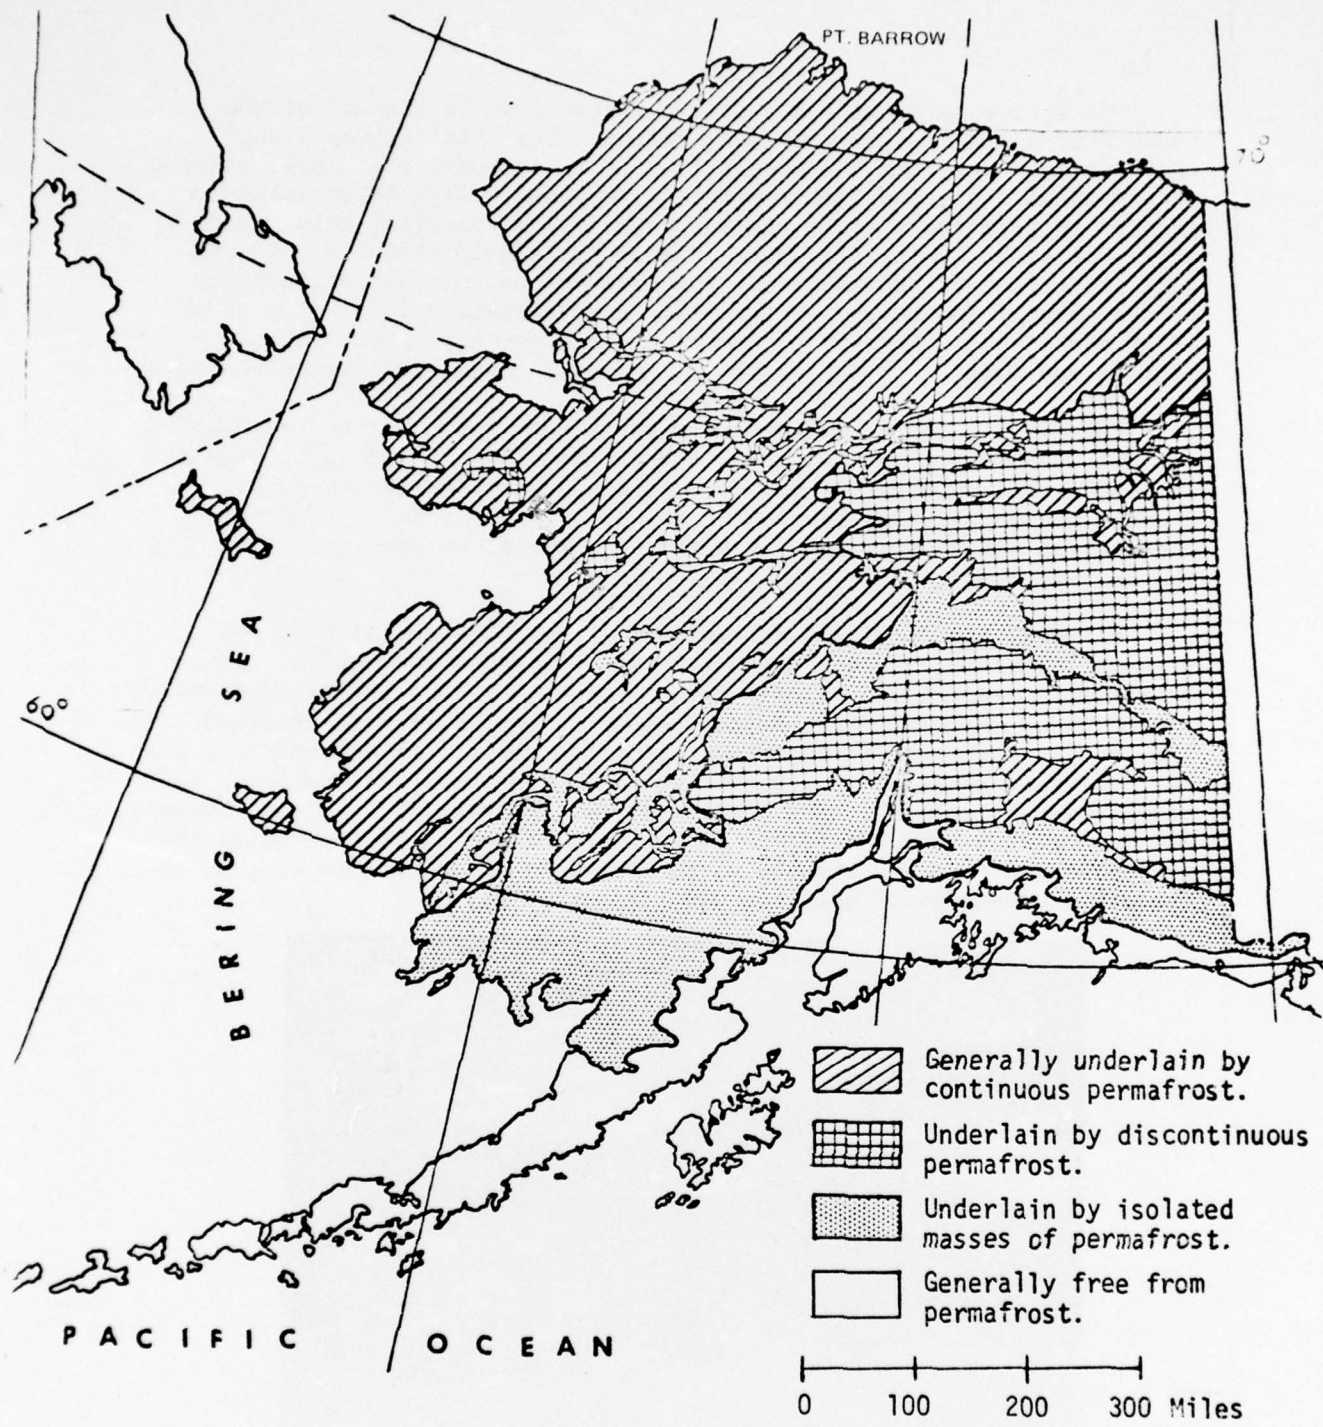 PT. BARROW
70°
60°
BERING SEA
Generally underlain by
continuous permafrost.
Underlain by discontinuous
permafrost.
Underlain by isolated
masses of permafrost.
Generally free from
permafrost.
PACIFIC OCEAN
0 100 200 300 Miles